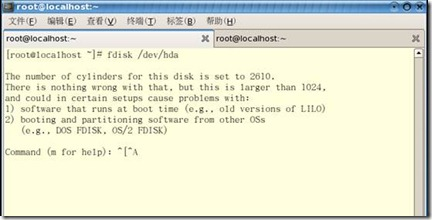 root@localhost:~
文件(F) 编辑(E) 查看(V) 终端(T) 标签(B) 帮助(H)
root@localhost:~ root@localhost:~
[root@localhost ~]# fdisk /dev/hda
The number of cylinders for this disk is set to 2610.
There is nothing wrong with that, but this is larger than 1024,
and could in certain setups cause problems with:
1) software that runs at boot time (e.g., old versions of LILO)
2) booting and partitioning software from other OSs
(e.g., DOS FDISK, OS/2 FDISK)
Command (m for help): ^[^A